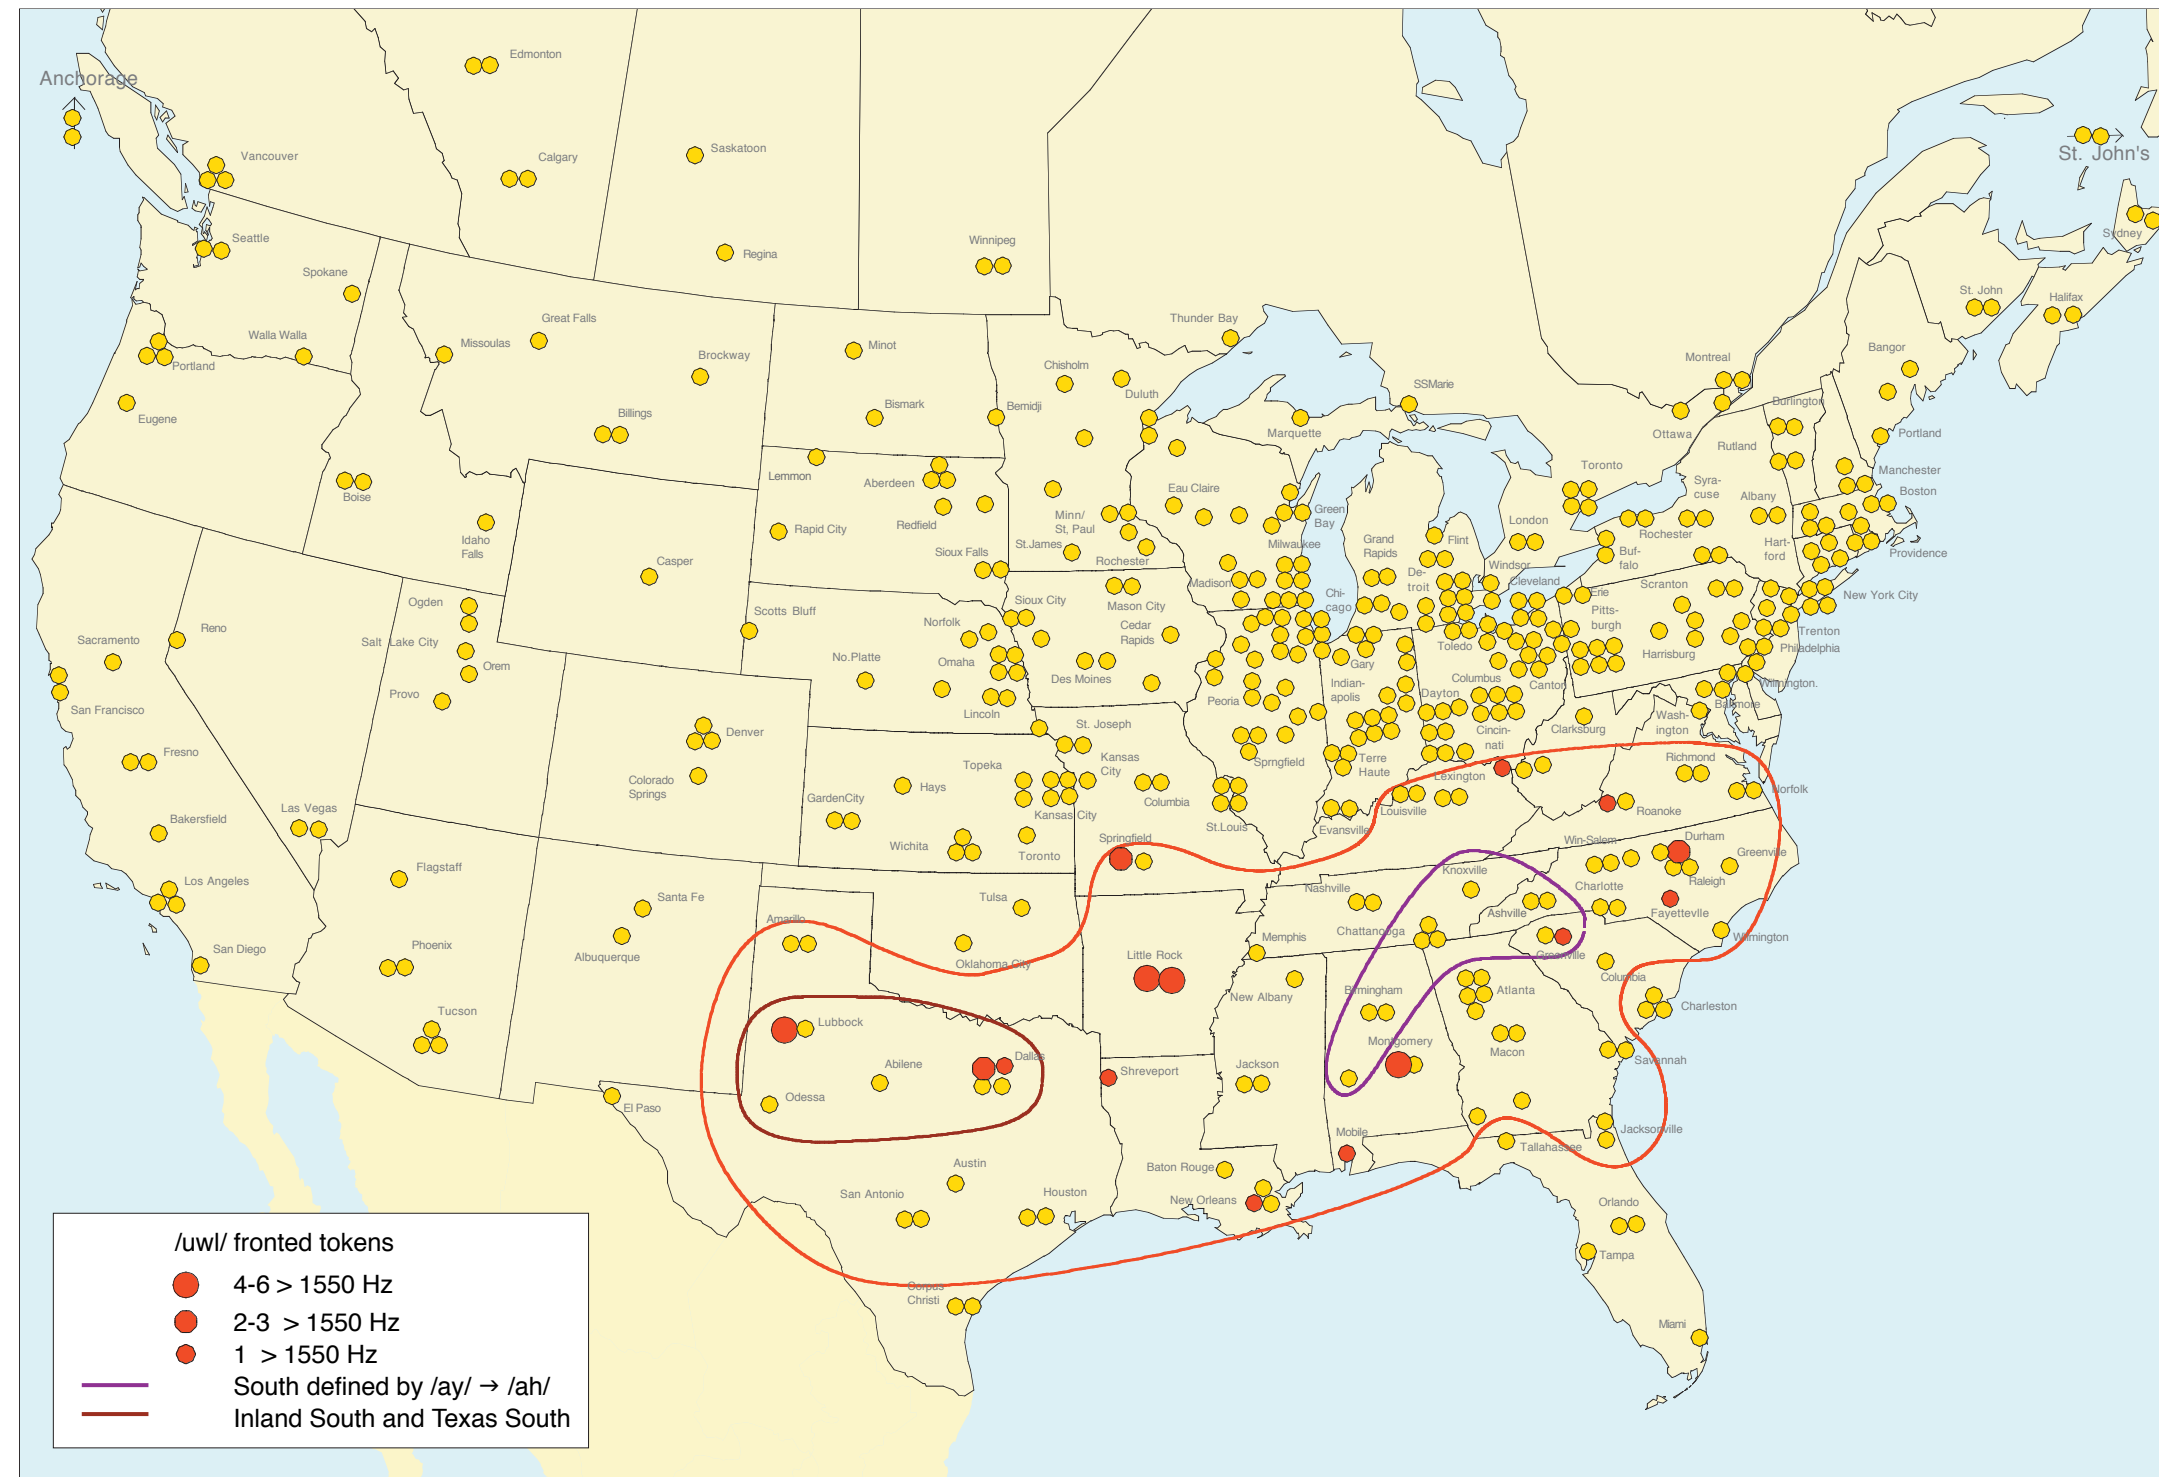 Anchorage
Edmonton
Vancouver
Calgary
Saskatoon
St. John's
Seattle
Regina
Winnipeg
Sydney
Spokane
St. John
Halifax
Great Falls
Thunder Bay
Walla Walla
Missoulas
Minot
Bangor
Portland
Brockway
Chisholm
Montreal
SSMarie
Duluth
Eugene
Billings
Bismark
Bemidji
Burlington
Marquette
Ottawa
Portland
Rutland
Lemmon
Aberdeen
Toronto
Manchester
Boise
Eau Claire
Syra-
cuse
Albany
Boston
Redfield
Minn/
St, Paul
Green
Bay
London
Rapid City
Rochester
Idaho
Falls
Sioux Falls
St.James
Milwaukee
Grand
Rapids
Flint
Buf-
falo
Hart-
ford
Providence
Casper
Rochester
Windsor
De-
troit
Cleveland
Madison
Scranton
Erie
New York City
Ogden
Scotts Bluff
Sioux City
Mason City
Chi-
cago
Pitts-
burgh
Reno
Norfolk
Cedar
Rapids
Trenton
Sacramento
Salt Lake City
Toledo
Philadelphia
Harrisburg
Orem
No.Platte
Omaha
Gary
Des Moines
Columbus
Canton
Wilmington.
Provo
Indian-
apolis
Dayton
Peoria
Baltmore
San Francisco
Lincoln
Wash-
ington
St. Joseph
Clarksburg
Cincin-
nati
Denver
Fresno
Topeka
Kansas
City
Sprngfield
Terre
Haute
Richmond
Colorado
Springs
Hays
Lexington
Norfolk
GardenCity
Columbia
Las Vegas
Kansas City
Louisville
Roanoke
Bakersfield
St.Louis
Evansville
Wichita
Toronto
Springfield
Win-Salem
Durham
Greenville
Flagstaff
Knoxville
Los Angeles
Raleigh
Santa Fe
Tulsa
Nashville
Charlotte
Ashville
Fayettevlle
Amarillo
Chattanooga
San Diego
Phoenix
Memphis
Wilmington
Albuquerque
Oklahoma City
Little Rock
Greenville
Columbia
New Albany
Birmingham
Atlanta
Charleston
Tucson
Lubbock
Montgomery
Macon
Dallas
Abilene
Jackson
Savannah
Shreveport
Odessa
El Paso
Mobile
Jacksonville
Tallahassee
Austin
Baton Rouge
San Antonio
Houston
New Orleans
Orlando
Tampa
Corpus
Christi
Miami
/uwl/ fronted tokens
4-6 > 1550 Hz
2-3 > 1550 Hz
1 > 1550 Hz
South defined by /ay/ → /ah/
Inland South and Texas South